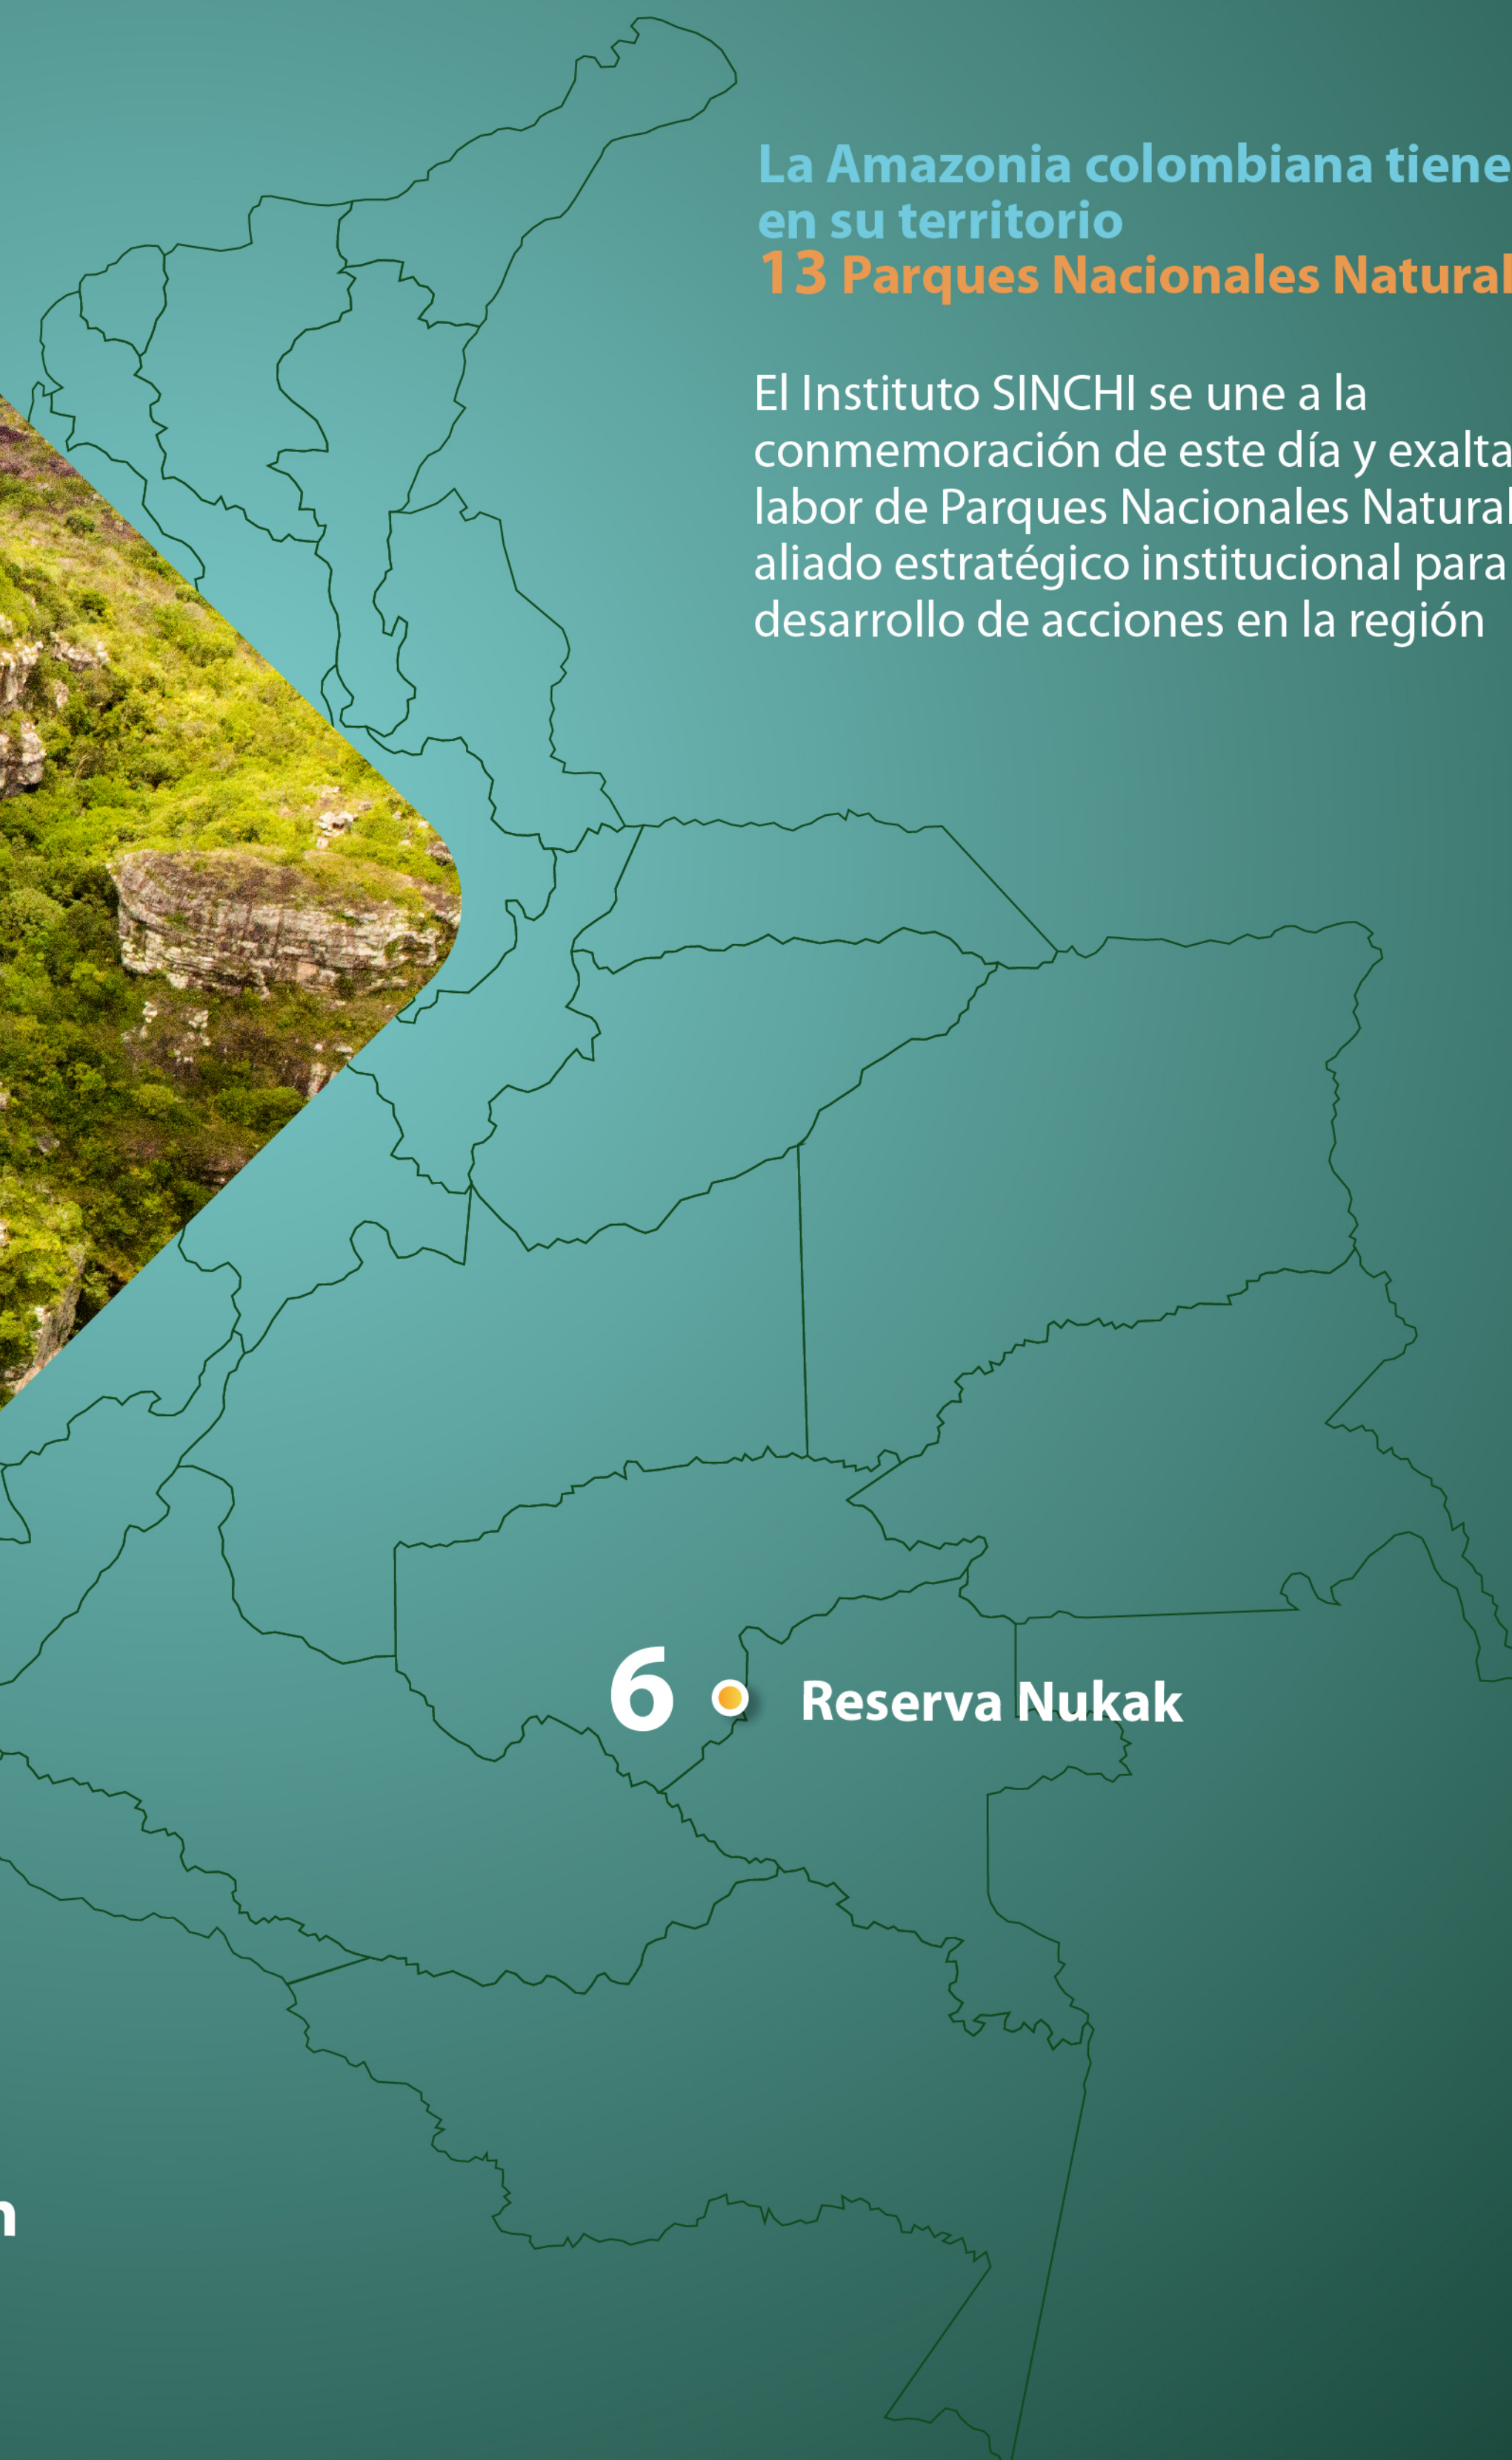 La Amazonia colombiana tiene
en su territorio
13 Parques Nacionales Natural
El Instituto SINCHI se une a la
conmemoración de este día y exalta
labor de Parques Nacionales Natural
aliado estratégico institucional para
desarrollo de acciones en la región
6 Reserva Nukak
n